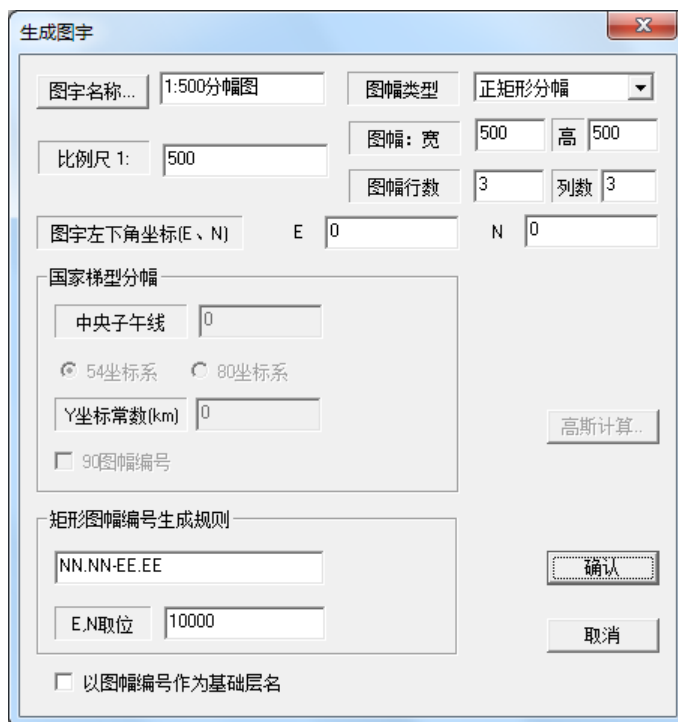 生成图宇
图宇名称... 1:500分幅图 图幅类型 正矩形分幅
图幅：宽 500 高 500
比例尺 1: 500
图幅行数 3 列数 3
图宇左下角坐标(E、N) E 0 N 0
国家梯型分幅
中央子午线 0
54坐标系 80坐标系
Y坐标常数(km) 0
高斯计算..
90图幅编号
矩形图幅编号生成规则
NN.NN-EE.EE
确认
E,N取位 10000
取消
以图幅编号作为基础层名